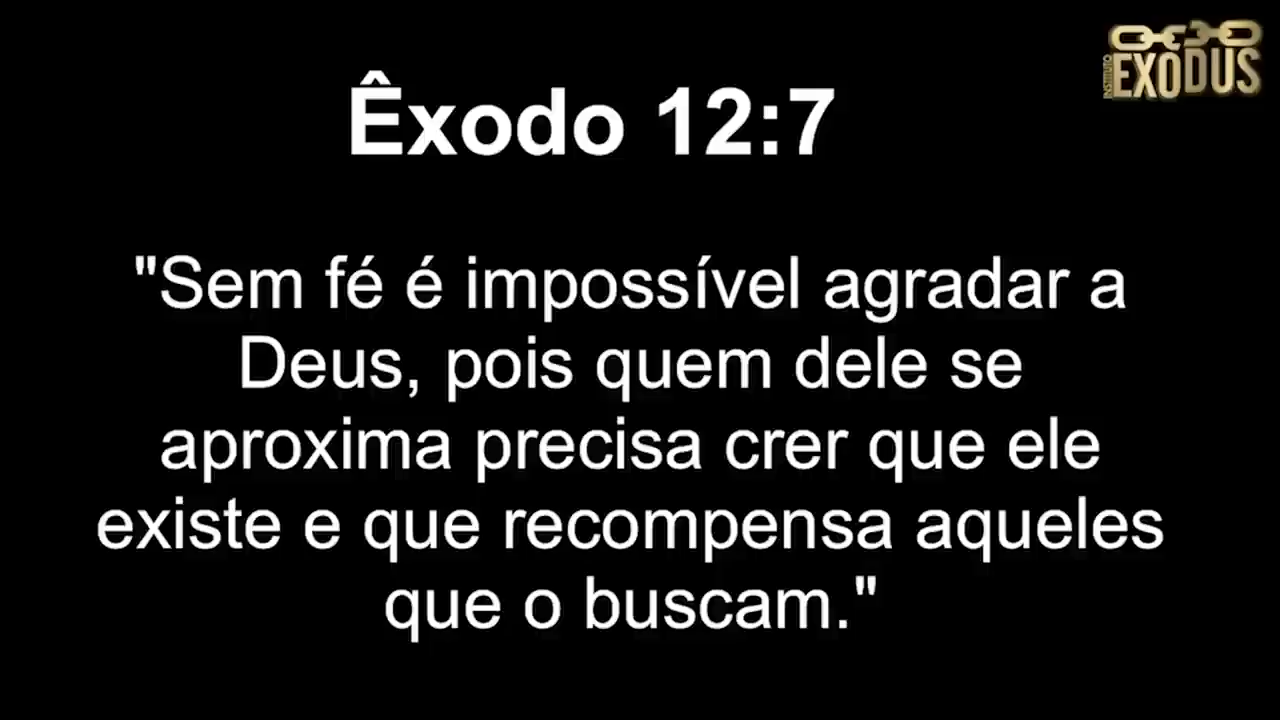 INSTITUTO
EXODUS
Êxodo 12:7
"Sem fé é impossível agradar a
Deus, pois quem dele se
aproxima precisa crer que ele
existe e que recompensa aqueles
que o buscam."